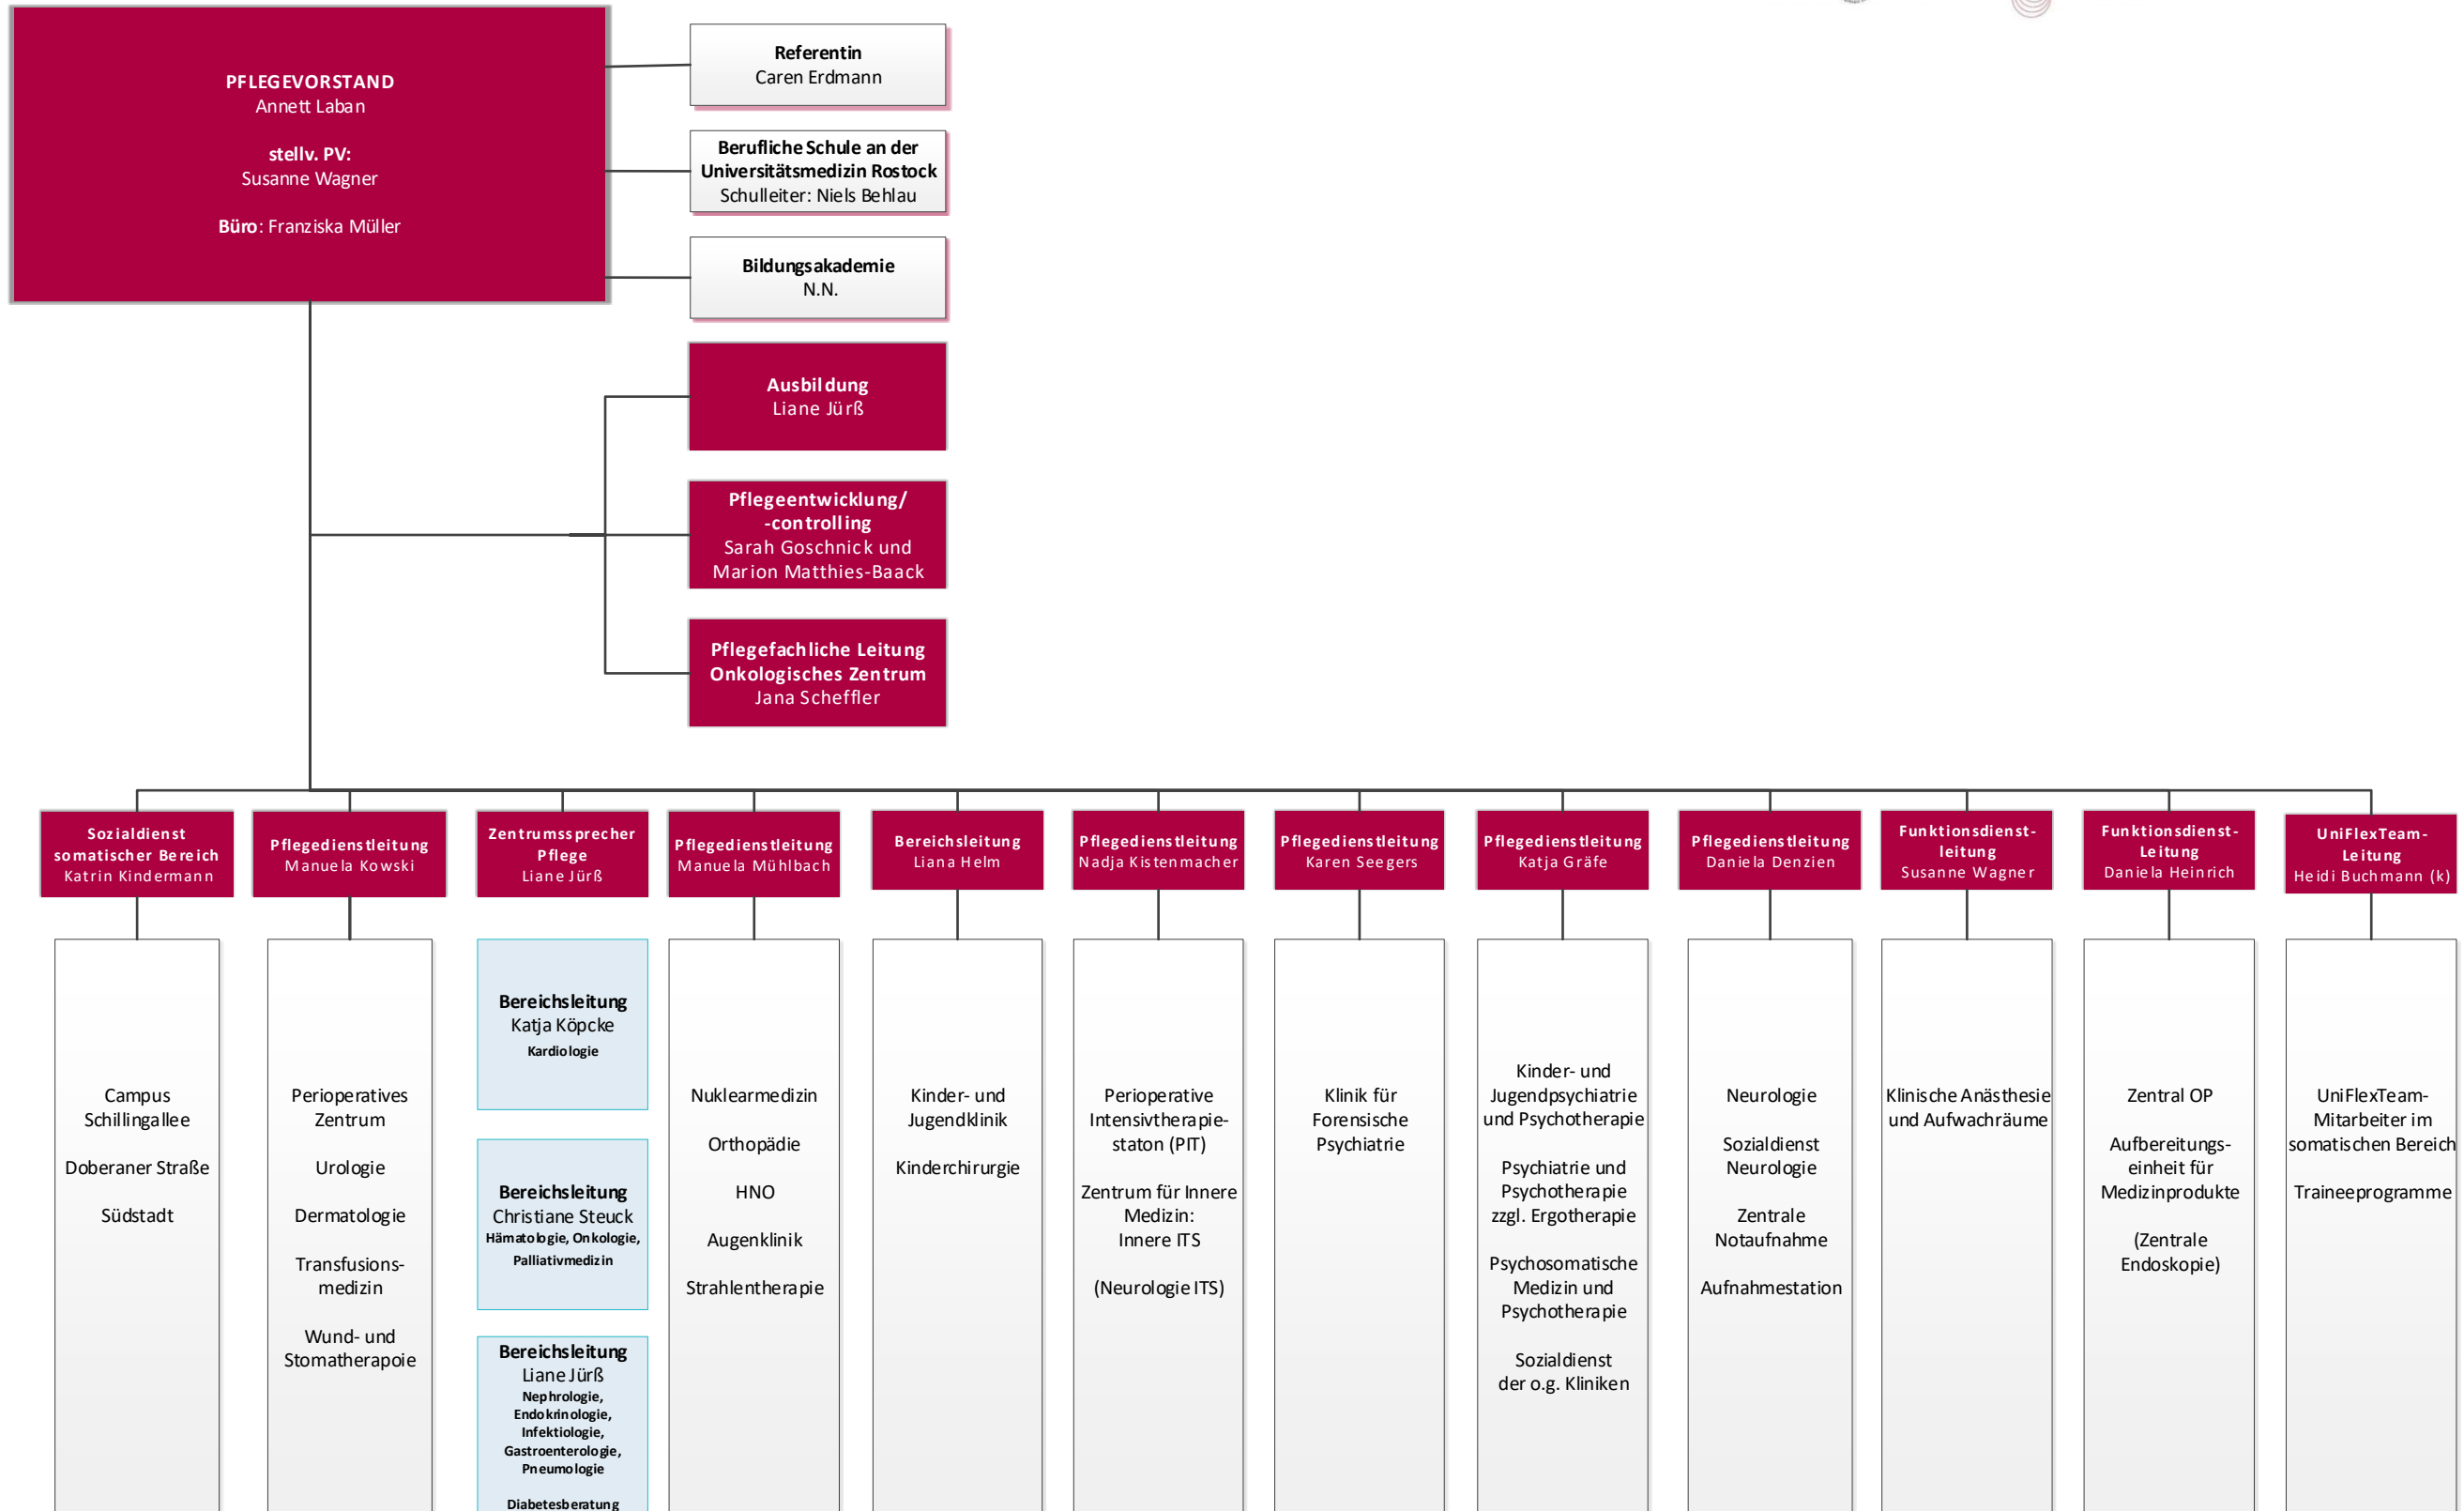 PFLEGEVORSTAND
Annett Laban
stellv. PV:
Susanne Wagner
Büro: Franziska Müller
Referentin
Caren Erdmann
Berufliche Schule an der
Universitätsmedizin Rostock
Schulleiter: Niels Behlau
Bildungsakademie
N.N.
Ausbildung
Liane Jürß
Pflegeentwicklung/
-controlling
Sarah Goschnick und
Marion Matthies-Baack
Pflegefachliche Leitung
Onkologisches Zentrum
Jana Scheffler
Sozialdienst
somatischer Bereich
Katrin Kindermann
Pflegedienstleitung
Manuela Kowski
Zentrumssprecher
Pflege
Liane Jürß
Pflegedienstleitung
Manuela Mühlbach
Bereichsleitung
Liana Helm
Pflegedienstleitung
Nadja Kistenmacher
Pflegedienstleitung
Karen Seegers
Pflegedienstleitung
Katja Gräfe
Pflegedienstleitung
Daniela Denzien
Funktionsdienst-
leitung
Susanne Wagner
Funktionsdienst-
Leitung
Daniela Heinrich
UniFlexTeam-
Leitung
Heidi Buchmann (k)
Campus
Schillingallee
Doberaner Straße
Südstadt
Perioperatives
Zentrum
Urologie
Dermatologie
Transfusions-
medizin
Wund- und
Stomatherapoie
Bereichsleitung
Katja Köpcke
Kardiologie
Bereichsleitung
Christiane Steuck
Hämatologie, Onkologie,
Palliativmedizin
Bereichsleitung
Liane Jürß
Nephrologie,
Endokrinologie,
Infektiologie,
Gastroenterologie,
Pneumologie
Diabetesberatung
Nuklearmedizin
Orthopädie
HNO
Augenklinik
Strahlentherapie
Kinder- und
Jugendklinik
Kinderchirurgie
Perioperative
Intensivtherapie-
staton (PIT)
Zentrum für Innere
Medizin:
Innere ITS
(Neurologie ITS)
Klinik für
Forensische
Psychiatrie
Kinder- und
Jugendpsychiatrie
und Psychotherapie
Psychiatrie und
Psychotherapie
zzgl. Ergotherapie
Psychosomatische
Medizin und
Psychotherapie
Sozialdienst
der o.g. Kliniken
Neurologie
Sozialdienst
Neurologie
Zentrale
Notaufnahme
Aufnahmestation
Klinische Anästhesie
und Aufwachräume
Zentral OP
Aufbereitungs-
einheit für
Medizinprodukte
(Zentrale
Endoskopie)
UniFlexTeam-
Mitarbeiter im
somatischen Bereich
Traineeprogramme